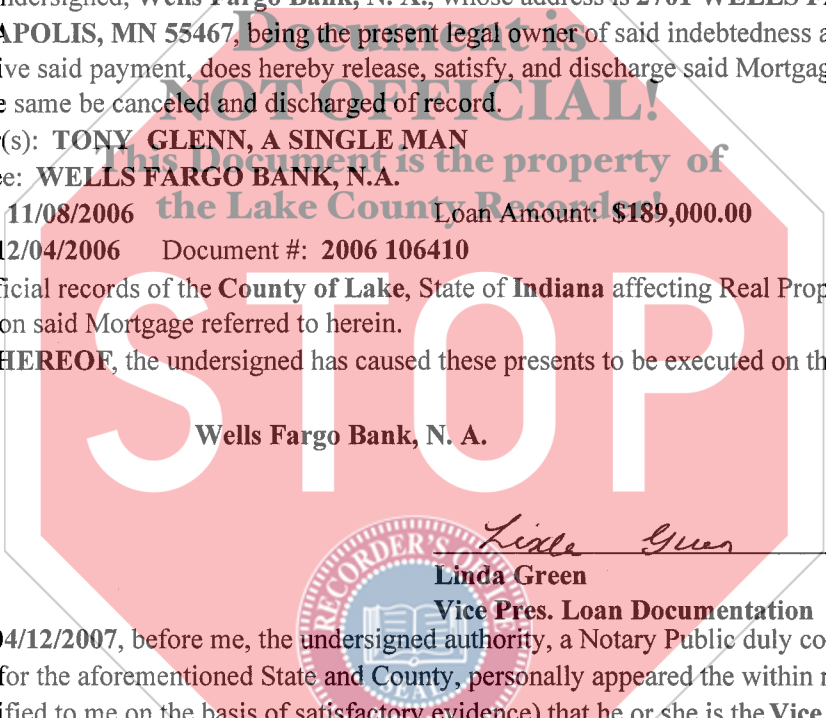 undersigned, Wells Fargo Bank, N. A., whose address is 2701 WELLS
APOLIS, MN 55467, being the present legal owner of said indebtedness
ive said payment, does hereby release, satisfy, and discharge said Mortgag
e same be canceled and discharged of record.
(s): TONY GLENN, A SINGLE MAN
ee: WELLS FARGO BANK, N.A.
11/08/2006 Loan Amount: $189,000.00
12/04/2006 Document #: 2006 106410
ficial records of the County of Lake, State of Indiana affecting Real Prop
on said Mortgage referred to herein.
HEREOF, the undersigned has caused these presents to be executed on th
Wells Fargo Bank, N. A.
Linda Green
Linda Green
Vice Pres. Loan Documentation
04/12/2007, before me, the undersigned authority, a Notary Public duly co
for the aforementioned State and County, personally appeared the within
ified to me on the basis of satisfactory evidence) that he or she is the Vice
Document is
NOT OFFICIAL!
This Document is the property of
the Lake County Recorder!
STOP
RECORDER'S OFFICE
SEAL